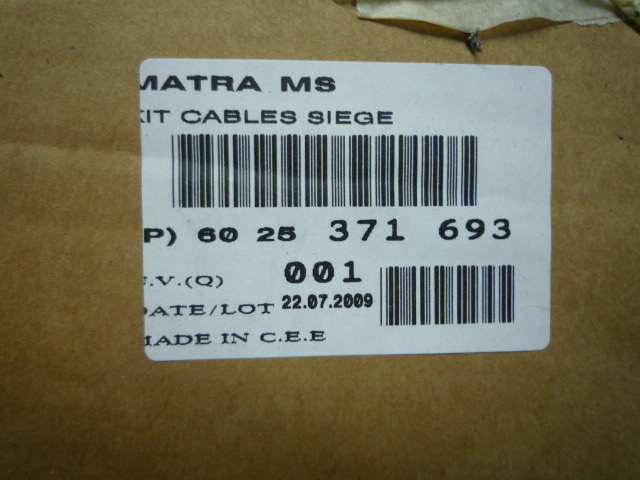 MATRA MS
KIT CABLES SIEGE
(P) 60 25 371 693
U.V.(Q) 001
DATE/LOT 22.07.2009
MADE IN C.E.E